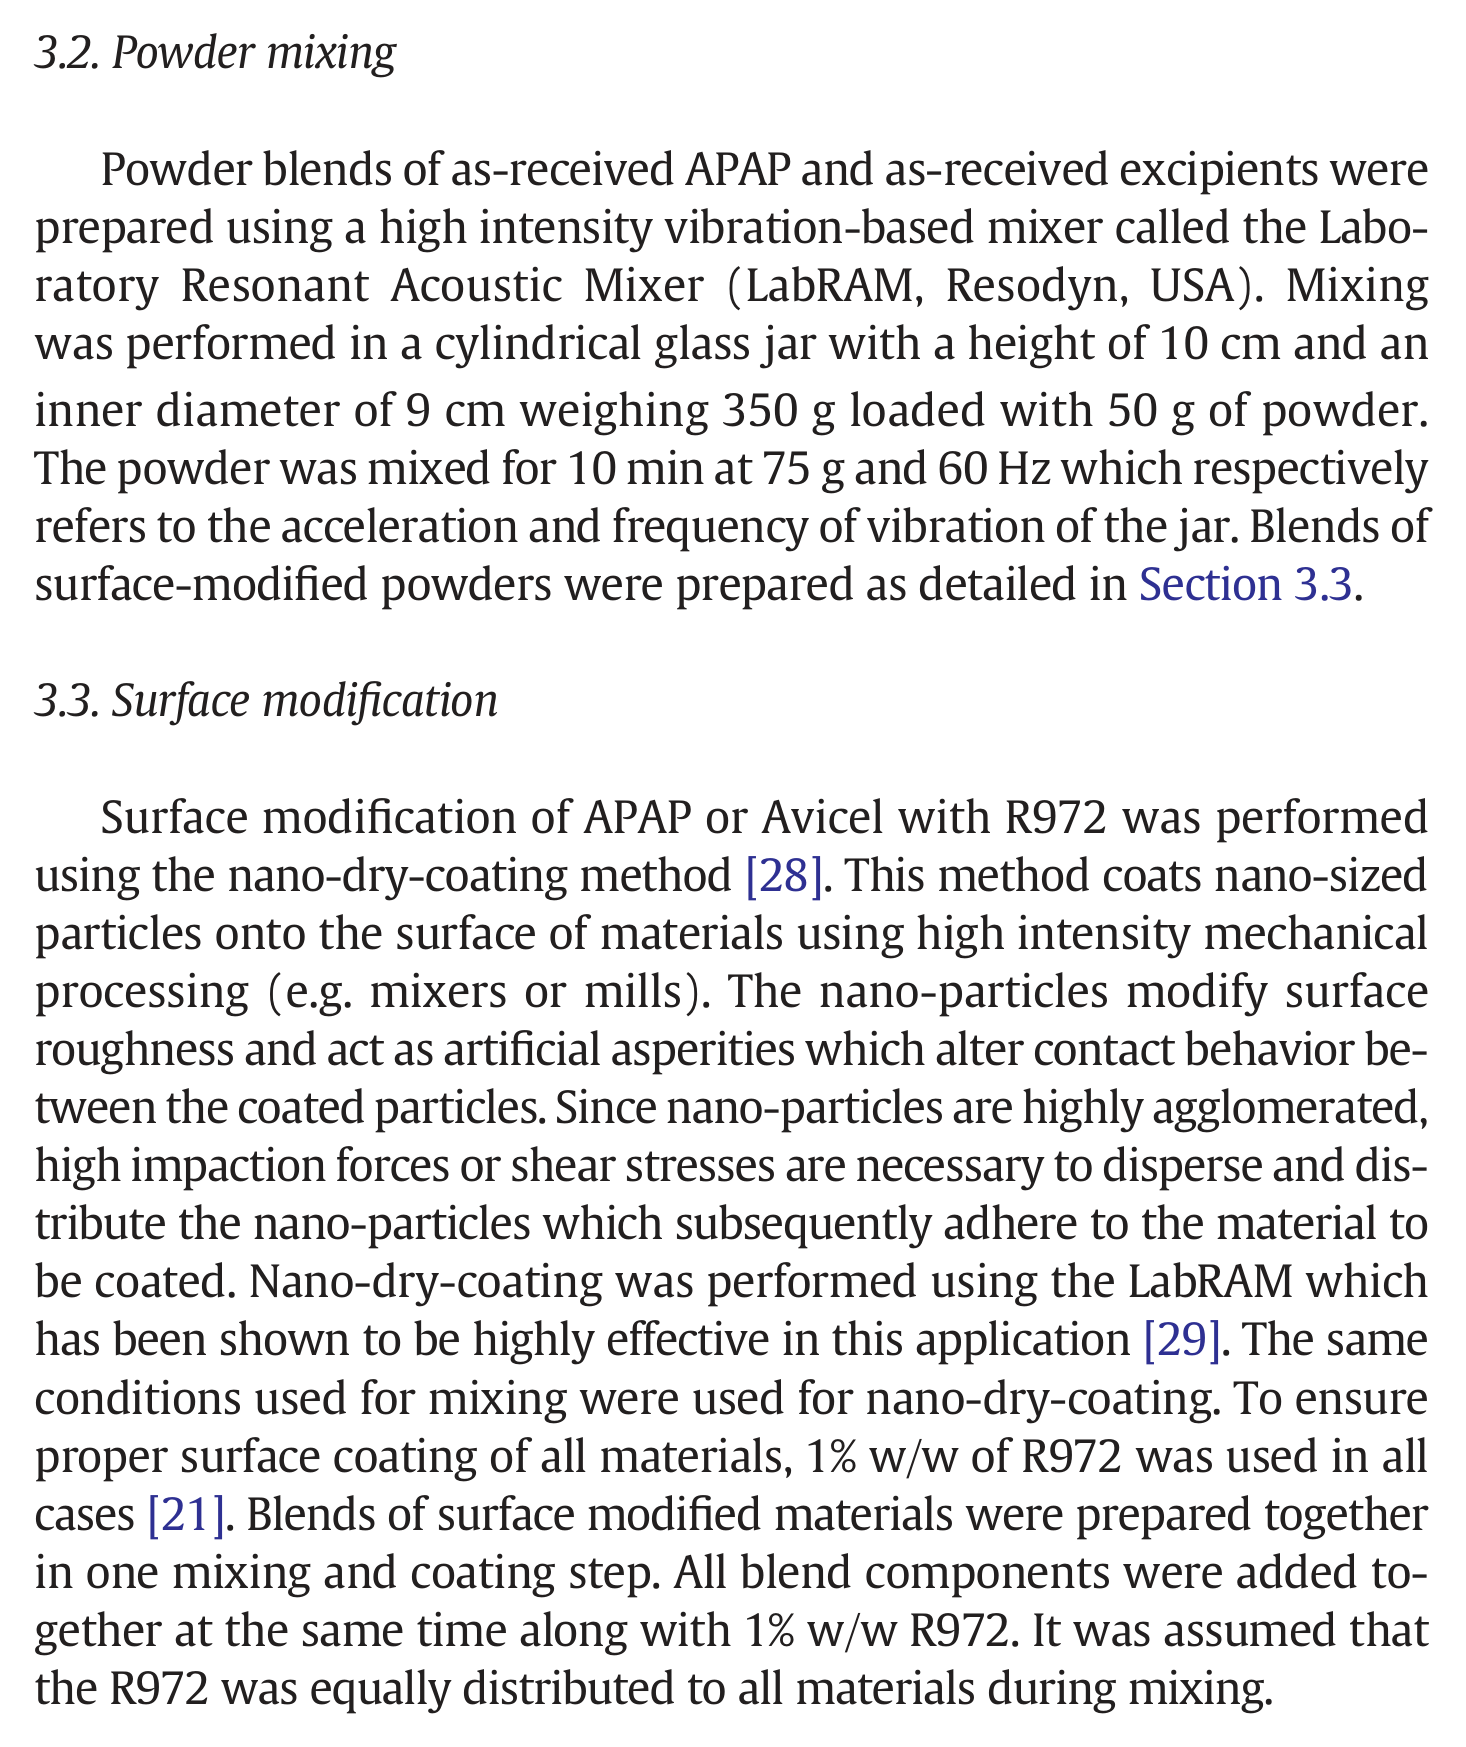 3.2. Powder mixing
Powder blends of as-received APAP and as-received excipients were
prepared using a high intensity vibration-based mixer called the Labo-
ratory Resonant Acoustic Mixer (LabRAM, Resodyn, USA). Mixing
was performed in a cylindrical glass jar with a height of 10 cm and an
inner diameter of 9 cm weighing 350 g loaded with 50 g of powder.
The powder was mixed for 10 min at 75 g and 60 Hz which respectively
refers to the acceleration and frequency of vibration of the jar. Blends of
surface-modified powders were prepared as detailed in Section 3.3.
3.3. Surface modification
Surface modification of APAP or Avicel with R972 was performed
using the nano-dry-coating method [28]. This method coats nano-sized
particles onto the surface of materials using high intensity mechanical
processing (e.g. mixers or mills). The nano-particles modify surface
roughness and act as artificial asperities which alter contact behavior be-
tween the coated particles. Since nano-particles are highly agglomerated,
high impaction forces or shear stresses are necessary to disperse and dis-
tribute the nano-particles which subsequently adhere to the material to
be coated. Nano-dry-coating was performed using the LabRAM which
has been shown to be highly effective in this application [29]. The same
conditions used for mixing were used for nano-dry-coating. To ensure
proper surface coating of all materials, 1% w/w of R972 was used in all
cases [21]. Blends of surface modified materials were prepared together
in one mixing and coating step. All blend components were added to-
gether at the same time along with 1% w/w R972. It was assumed that
the R972 was equally distributed to all materials during mixing.